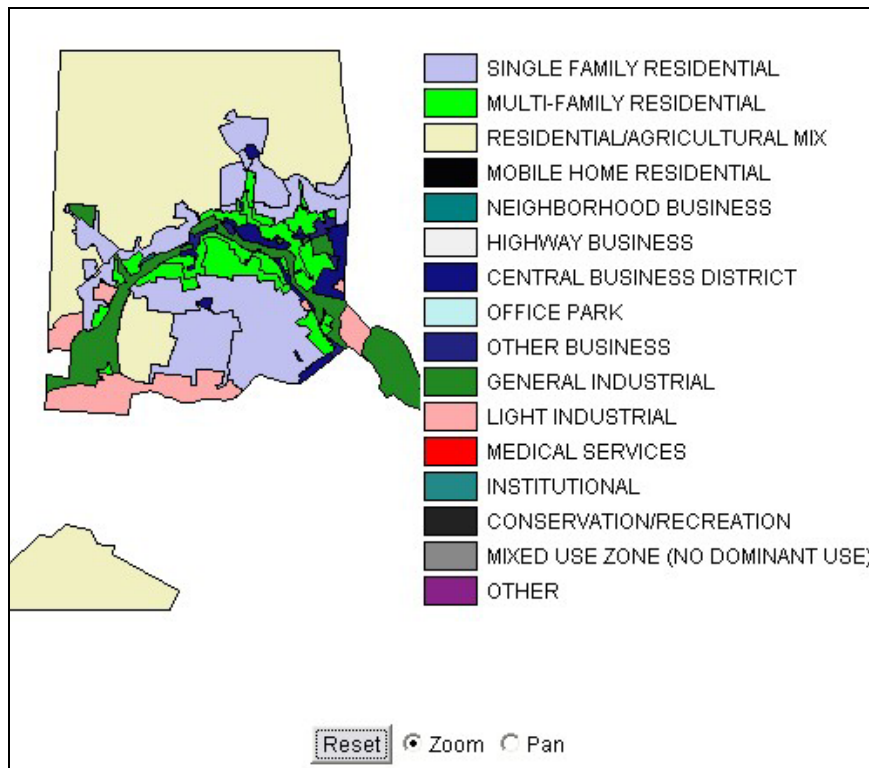 SINGLE FAMILY RESIDENTIAL
MULTI-FAMILY RESIDENTIAL
RESIDENTIAL/AGRICULTURAL MIX
MOBILE HOME RESIDENTIAL
NEIGHBORHOOD BUSINESS
HIGHWAY BUSINESS
CENTRAL BUSINESS DISTRICT
OFFICE PARK
OTHER BUSINESS
GENERAL INDUSTRIAL
LIGHT INDUSTRIAL
MEDICAL SERVICES
INSTITUTIONAL
CONSERVATION/RECREATION
MIXED USE ZONE (NO DOMINANT USE)
OTHER
Reset Zoom Pan